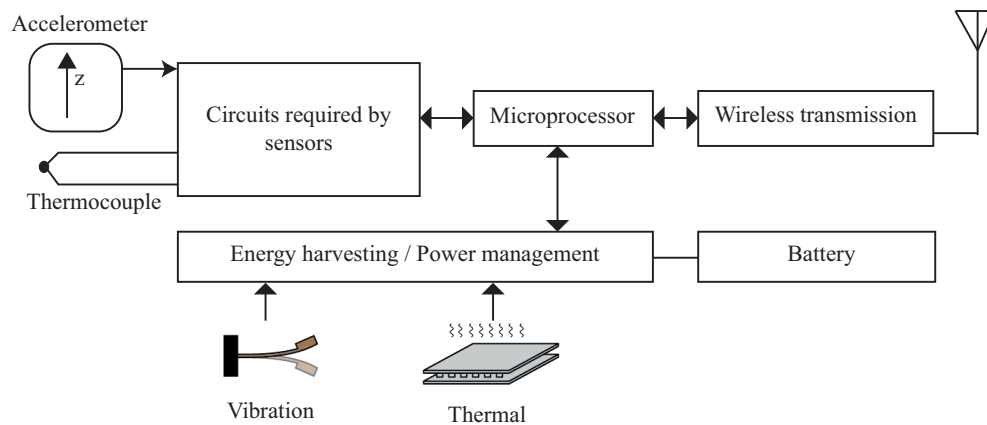 Accelerometer
z
Circuits required by
sensors
Microprocessor
Wireless transmission
Thermocouple
Energy harvesting / Power management
Battery
Vibration
Thermal